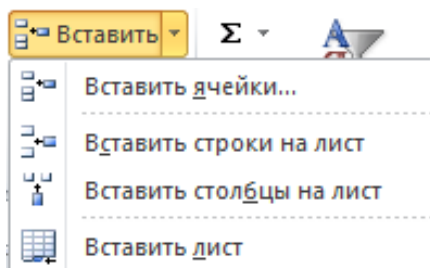 Вставить Σ
Вставить ячейки...
Вставить строки на лист
Вставить столбцы на лист
Вставить лист